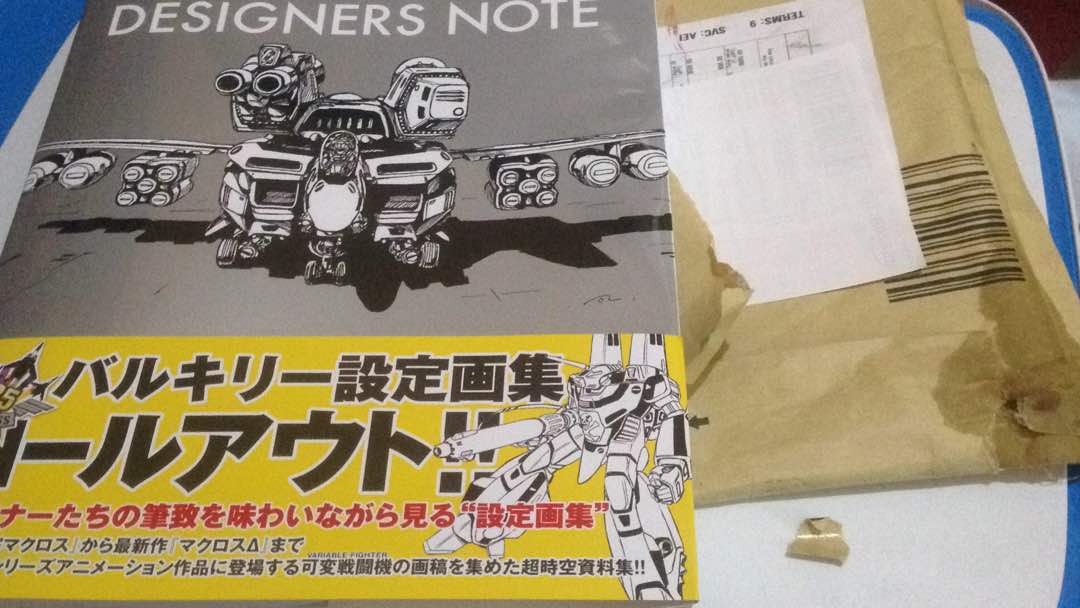 DESIGNERS NOTE
バルキリー設定画集
ールアウト!!
ナーたちの筆致を味わいながら見る“設定画集”
『マクロス』から最新作『マクロスΔ』まで
シリーズアニメーション作品に登場する可変戦闘機の画稿を集めた超時空資料集!!
VARIABLE FIGHTER
TERMS: 9
SVC: AEI